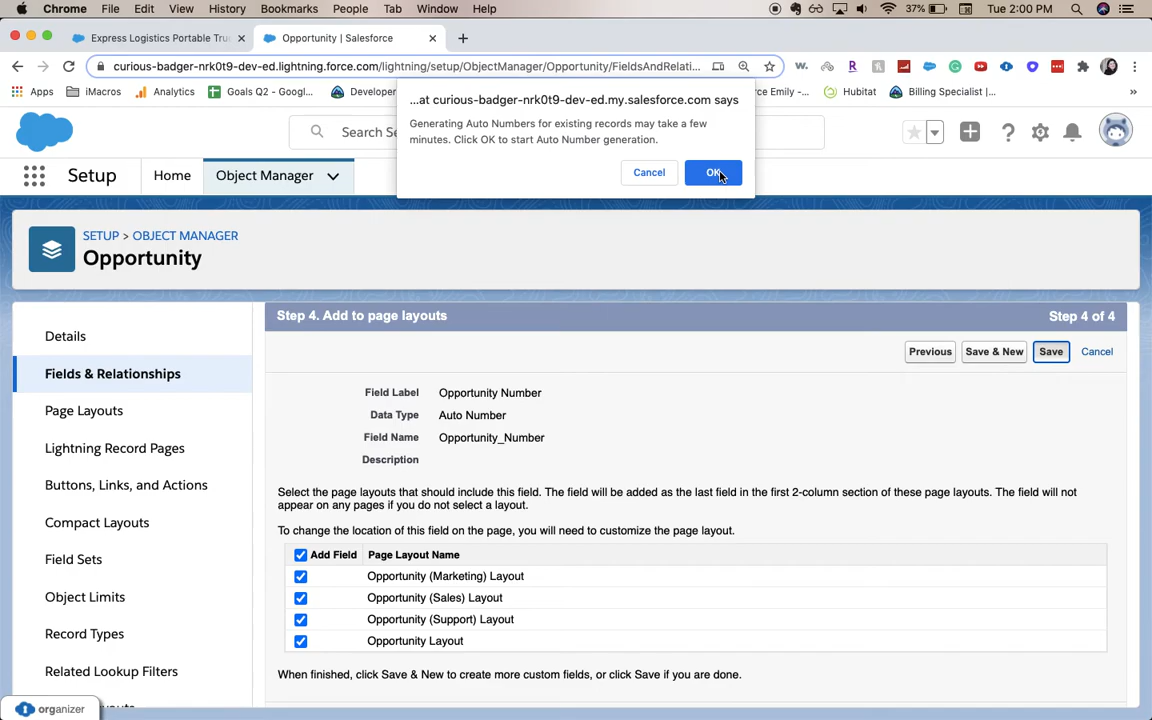 Chrome File Edit View History Bookmarks People Tab Window Help 37% Tue 2:00 PM
Express Logistics Portable Tru
Opportunity | Salesforce
curious-badger-nrk0t9-dev-ed.lightning.force.com/lightning/setup/ObjectManager/Opportunity/FieldsAndRelati...
Apps iMacros Analytics Goals Q2 - Googl... Developer ce Emily -... Hubitat Billing Specialist |... »
...at curious-badger-nrk0t9-dev-ed.my.salesforce.com says
Generating Auto Numbers for existing records may take a few
minutes. Click OK to start Auto Number generation.
Cancel OK
Search Se
Setup Home Object Manager
SETUP > OBJECT MANAGER
Opportunity
Details
Fields & Relationships
Page Layouts
Lightning Record Pages
Buttons, Links, and Actions
Compact Layouts
Field Sets
Object Limits
Record Types
Related Lookup Filters
organizer
Step 4. Add to page layouts Step 4 of 4
Previous Save & New Save Cancel
Field Label Opportunity Number
Data Type Auto Number
Field Name Opportunity_Number
Description
Select the page layouts that should include this field. The field will be added as the last field in the first 2-column section of these page layouts. The field will not
appear on any pages if you do not select a layout.
To change the location of this field on the page, you will need to customize the page layout.
Add Field Page Layout Name
Opportunity (Marketing) Layout
Opportunity (Sales) Layout
Opportunity (Support) Layout
Opportunity Layout
When finished, click Save & New to create more custom fields, or click Save if you are done.